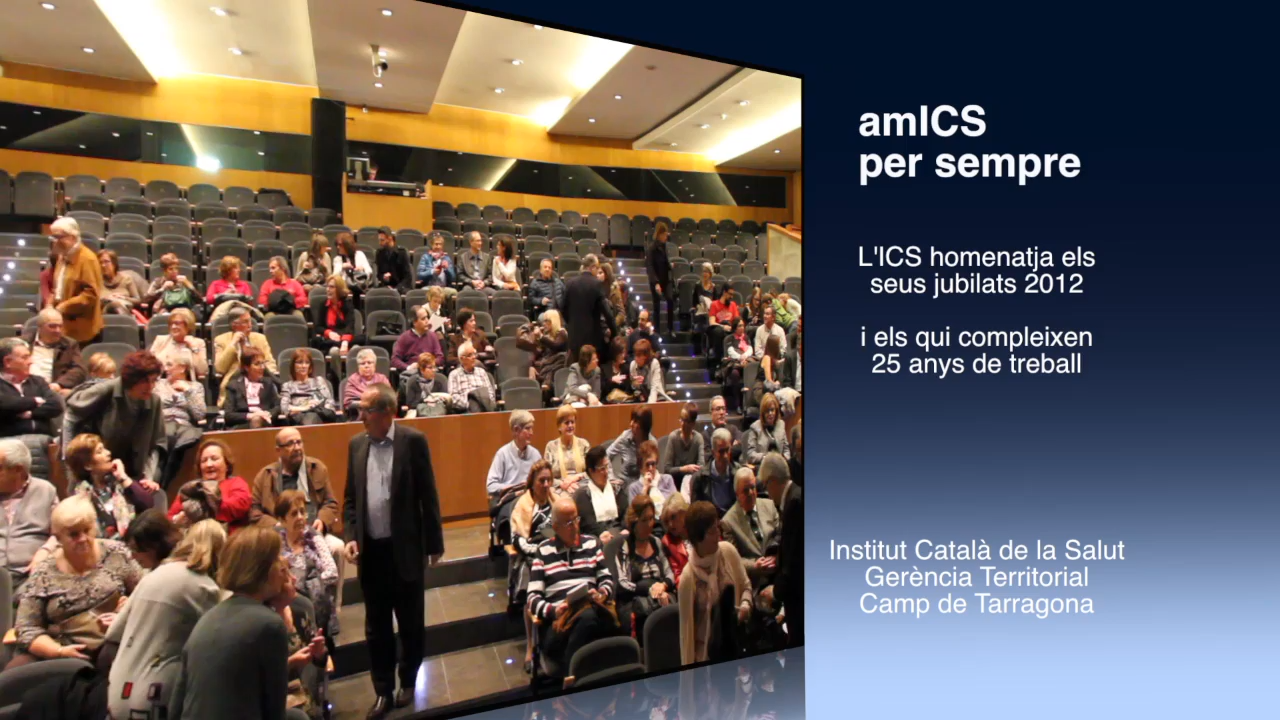 amICS
per sempre
L'ICS homenatja els
seus jubilats 2012
i els qui compleixen
25 anys de treball
Institut Català de la Salut
Gerència Territorial
Camp de Tarragona